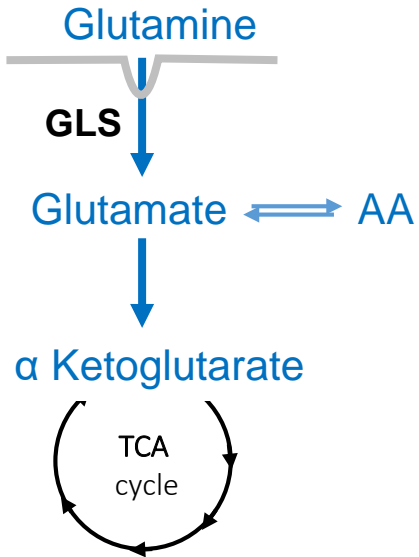 Glutamine
GLS
Glutamate
AA
α Ketoglutarate
TCA
cycle